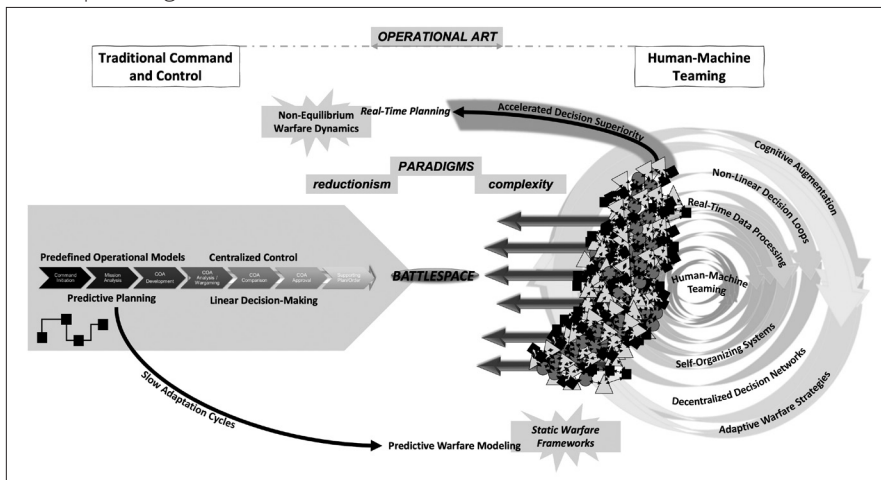 OPERATIONAL ART
Traditional Command
and Control
Human-Machine
Teaming
Non-Equilibrium
Warfare Dynamics
Real-Time Planning
Accelerated Decision Superiority
PARADIGMS
reductionism
complexity
Cognitive Augmentation
Non-Linear Decision Loops
Real-Time Data Processing
Human-Machine
Teaming
Self-Organizing Systems
Decentralized Decision Networks
Adaptive Warfare Strategies
Predefined Operational Models
Centralized Control
Command
Initiation
Mission
Analysis
COA
Development
COA
Analysis /
Wargaming
COA
Comparison
COA
Approval
BATTLESPACE
Predictive Planning
Linear Decision-Making
Slow Adaptation Cycles
Predictive Warfare Modeling
Static Warfare
Frameworks